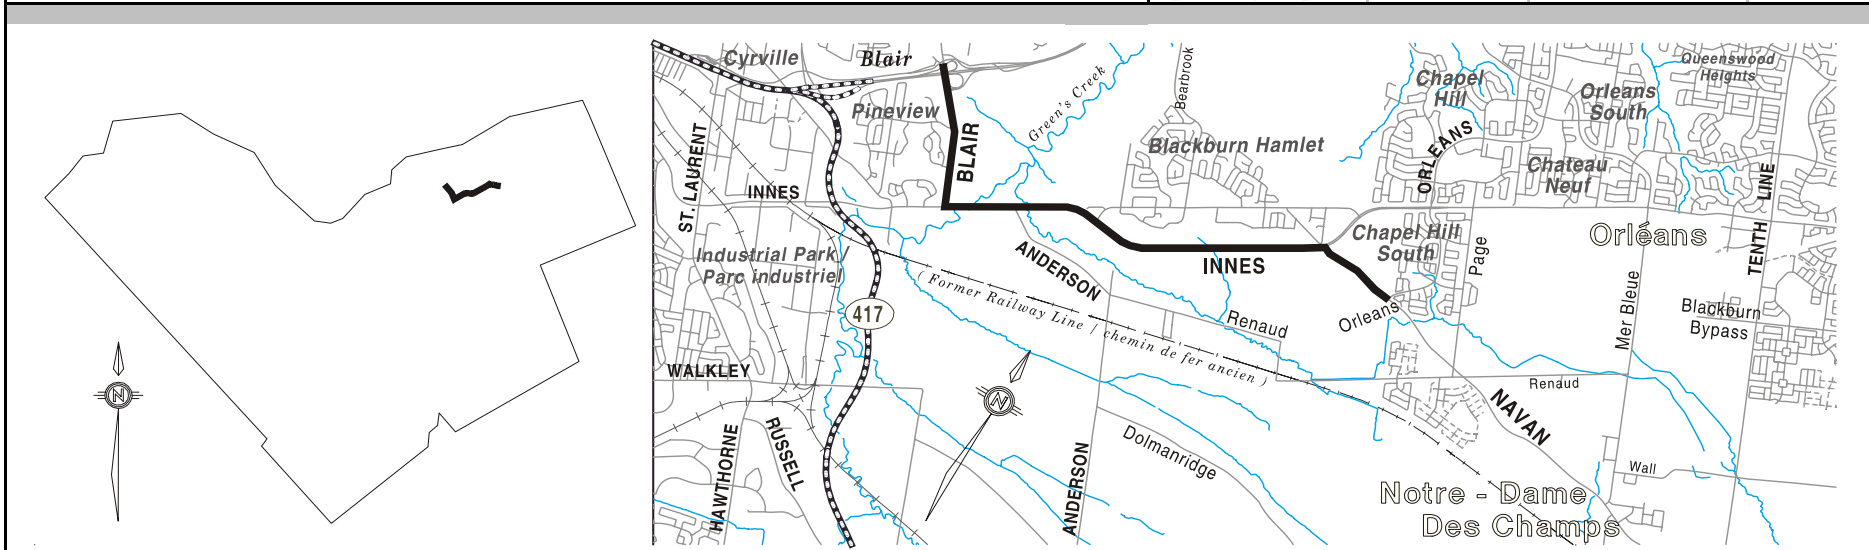 Cyrville
Blair
Bearbrook
Green's Creek
Pineview
BLAIR
Chapel
Hill
Orleans
South
Queenswood
Heights
Blackburn Hamlet
ORLEANS
Chateau
Neuf
ST. LAURENT
INNES
TENTH LINE
Industrial Park /
Parc industriel
ANDERSON
INNES
Chapel Hill
South
Page
Orléans
417
( Former Railway Line / chemin de fer ancien )
Renaud
Orleans
Mer Bleue
Blackburn
Bypass
WALKLEY
N
N
Renaud
NAVAN
HAWTHORNE
RUSSELL
ANDERSON
Dolmanridge
Wall
Notre - Dame
Des Champs